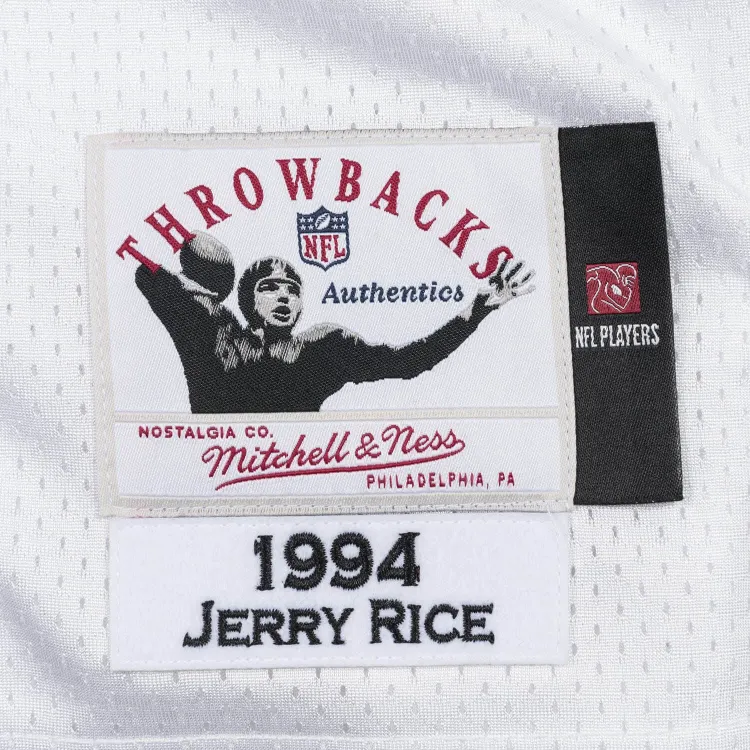 THROWBACKS
NFL
Authentics
NFL PLAYERS
NOSTALGIA CO.
Mitchell & Ness
PHILADELPHIA, PA
1994
JERRY RICE